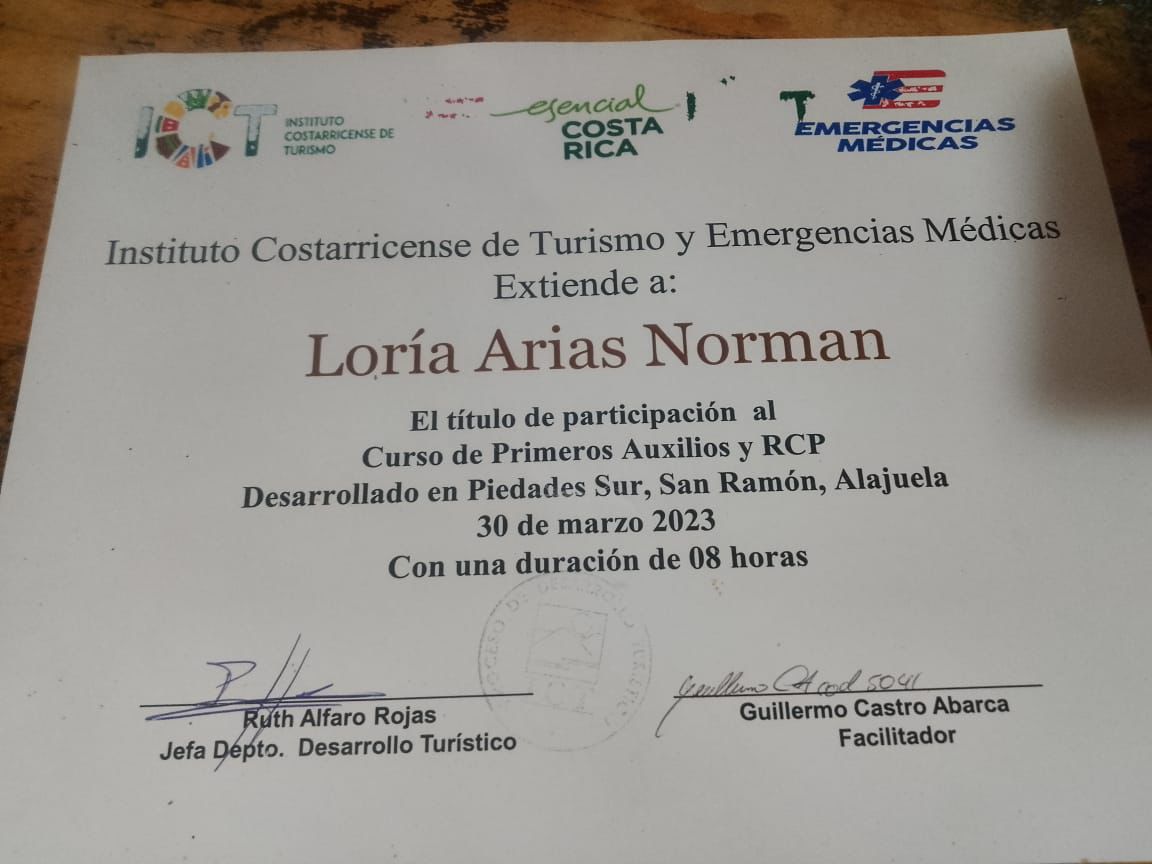 ICT
INSTITUTO
COSTARRICENSE DE
TURISMO
esencial
COSTA
RICA
EMERGENCIAS
MÉDICAS
Instituto Costarricense de Turismo y Emergencias Médicas
Extiende a:
Loría Arias Norman
El título de participación al
Curso de Primeros Auxilios y RCP
Desarrollado en Piedades Sur, San Ramón, Alajuela
30 de marzo 2023
Con una duración de 08 horas
PROCESO DE DESARROLLO TURISTICO
Guillermo CA cod 5041
Ruth Alfaro Rojas
Jefa Depto. Desarrollo Turístico
Guillermo Castro Abarca
Facilitador